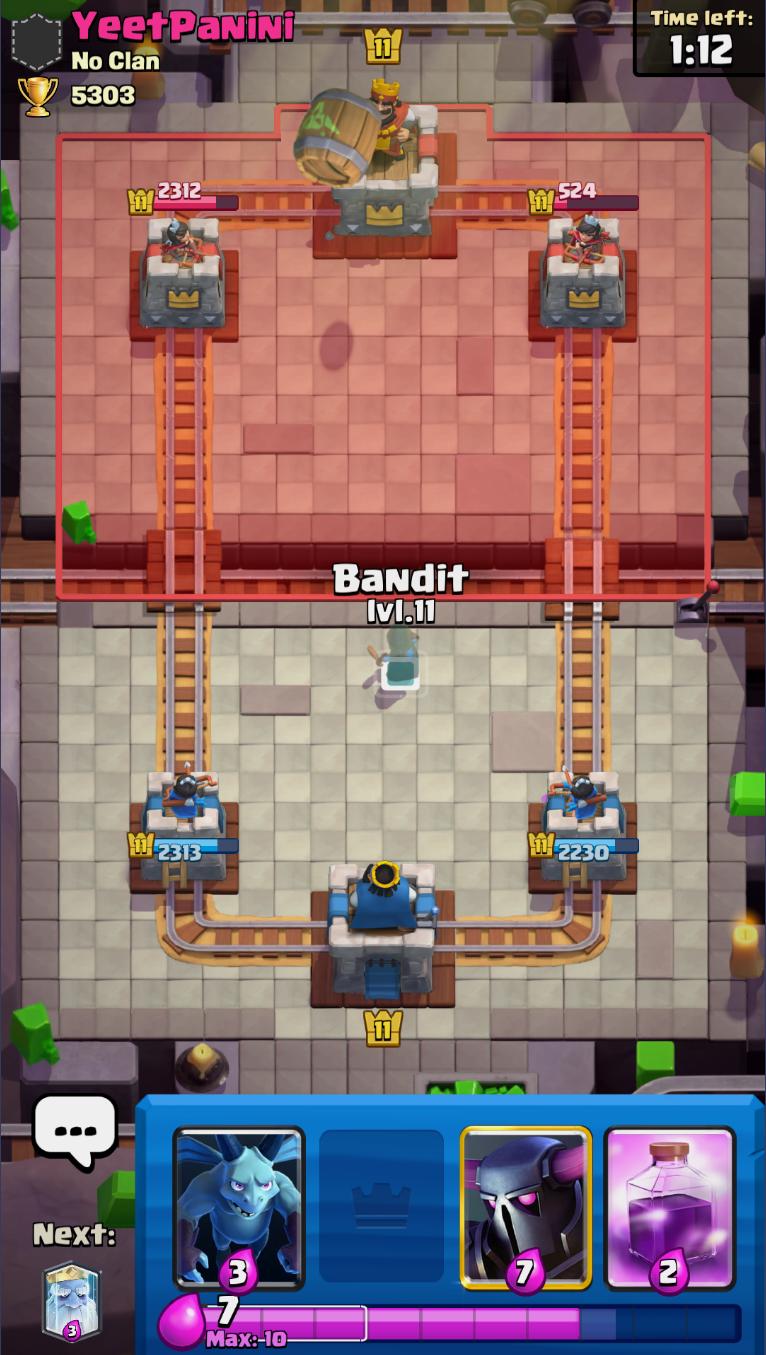 YeetPanini
No Clan
5303
11
Time left:
1:12
11
2312
11
524
Bandit
lvl.11
11
2313
11
2230
11
...
3
7
2
Next:
3
7
Max: 10